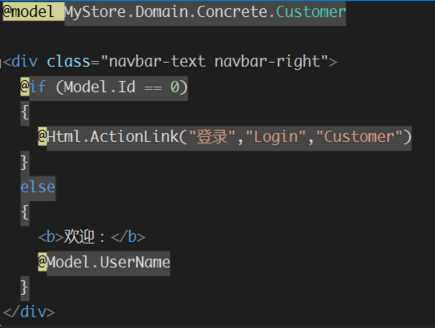 @model MyStore.Domain.Concrete.Customer
<div class="navbar-text navbar-right">
@if (Model.Id == 0)
{
@Html.ActionLink("登录","Login","Customer")
}
else
{
<b>欢迎：</b>
@Model.UserName
}
</div>